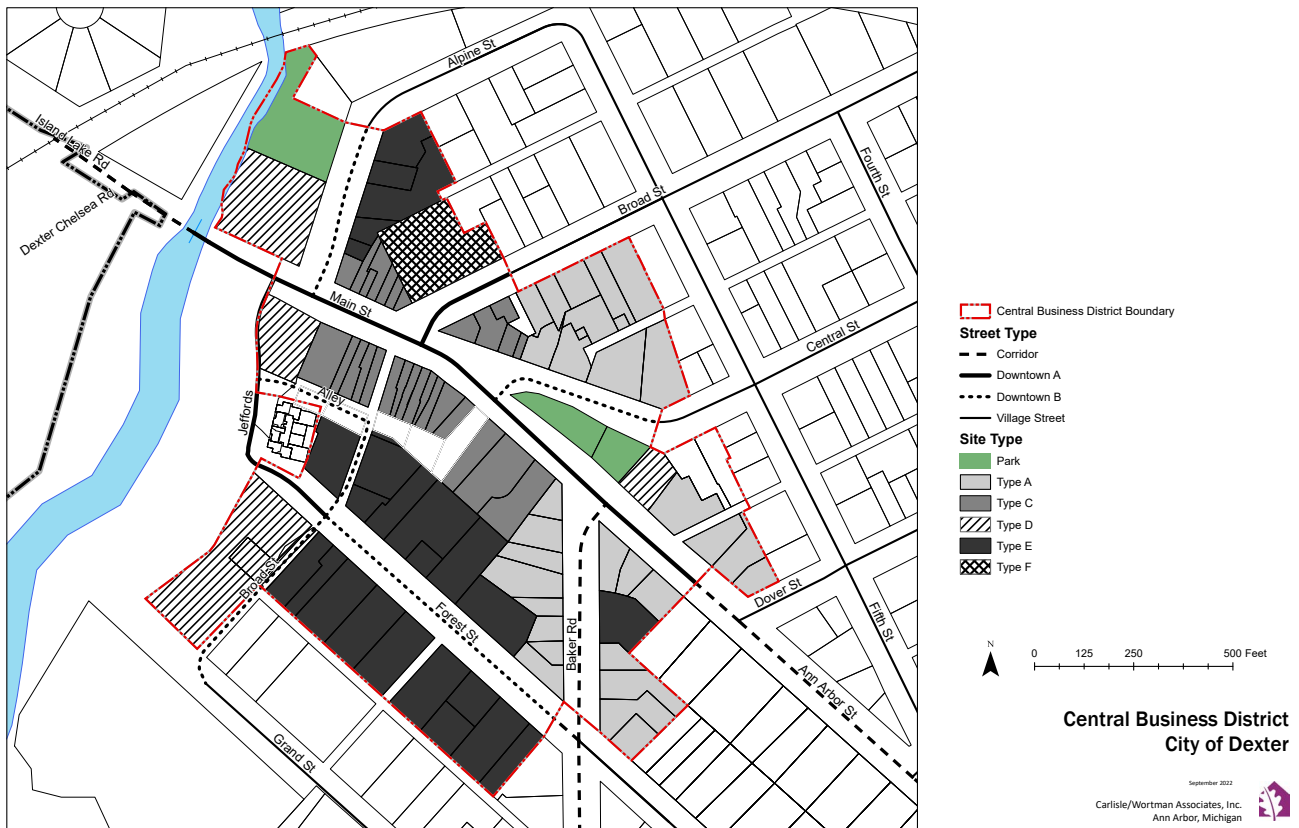 Alpine St
Island Lake Rd
Dexter Chelsea Rd
Broad St
Fourth St
Main St
Central St
Jeffords
Alley
Broad St
Forest St
Baker Rd
Dover St
Fifth St
Ann Arbor St
Grand St
Central Business District Boundary
Street Type
Corridor
Downtown A
Downtown B
Village Street
Site Type
Park
Type A
Type C
Type D
Type E
Type F
N
0 125 250 500 Feet
Central Business District
City of Dexter
September 2022
Carlisle/Wortman Associates, Inc.
Ann Arbor, Michigan